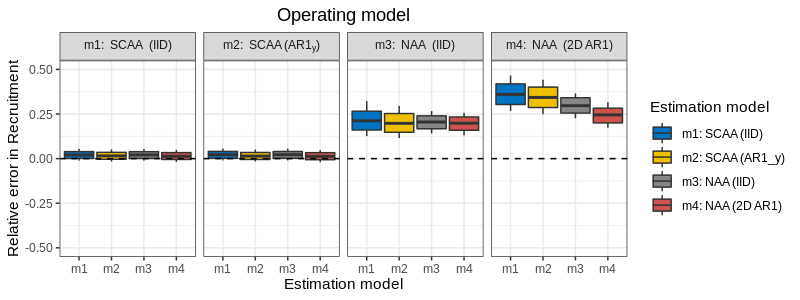 Operating model
m1: SCAA (IID)
m2: SCAA (AR1y)
m3: NAA (IID)
m4: NAA (2D AR1)
Relative error in Recruitment
0.50
0.25
0.00
-0.25
-0.50
m1 m2 m3 m4
m1 m2 m3 m4
m1 m2 m3 m4
m1 m2 m3 m4
Estimation model
Estimation model
m1: SCAA (IID)
m2: SCAA (AR1_y)
m3: NAA (IID)
m4: NAA (2D AR1)